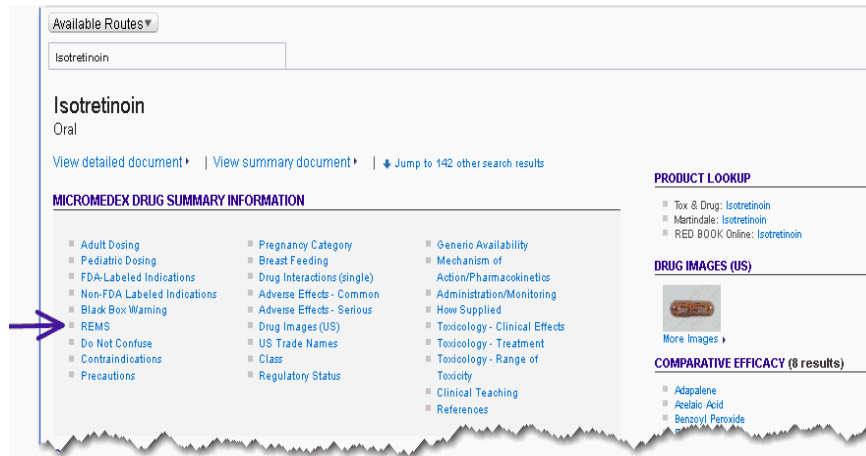 Available Routes▼
Isotretinoin
Isotretinoin
Oral
View detailed document | View summary document | Jump to 142 other search results
MICROMEDEX DRUG SUMMARY INFORMATION
Adult Dosing
Pediatric Dosing
FDA-Labeled Indications
Non-FDA Labeled Indications
Black Box Warning
REMS
Do Not Confuse
Contraindications
Precautions
Pregnancy Category
Breast Feeding
Drug Interactions (single)
Adverse Effects - Common
Adverse Effects - Serious
Drug Images (US)
US Trade Names
Class
Regulatory Status
Generic Availability
Mechanism of
Action/Pharmacokinetics
Administration/Monitoring
How Supplied
Toxicology - Clinical Effects
Toxicology - Treatment
Toxicology - Range of
Toxicity
Clinical Teaching
References
PRODUCT LOOKUP
Tox & Drug: Isotretinoin
Martindale: Isotretinoin
RED BOOK Online: Isotretinoin
DRUG IMAGES (US)
More Images
COMPARATIVE EFFICACY (8 results)
Adapalene
Azelaic Acid
Benzoyl Peroxide